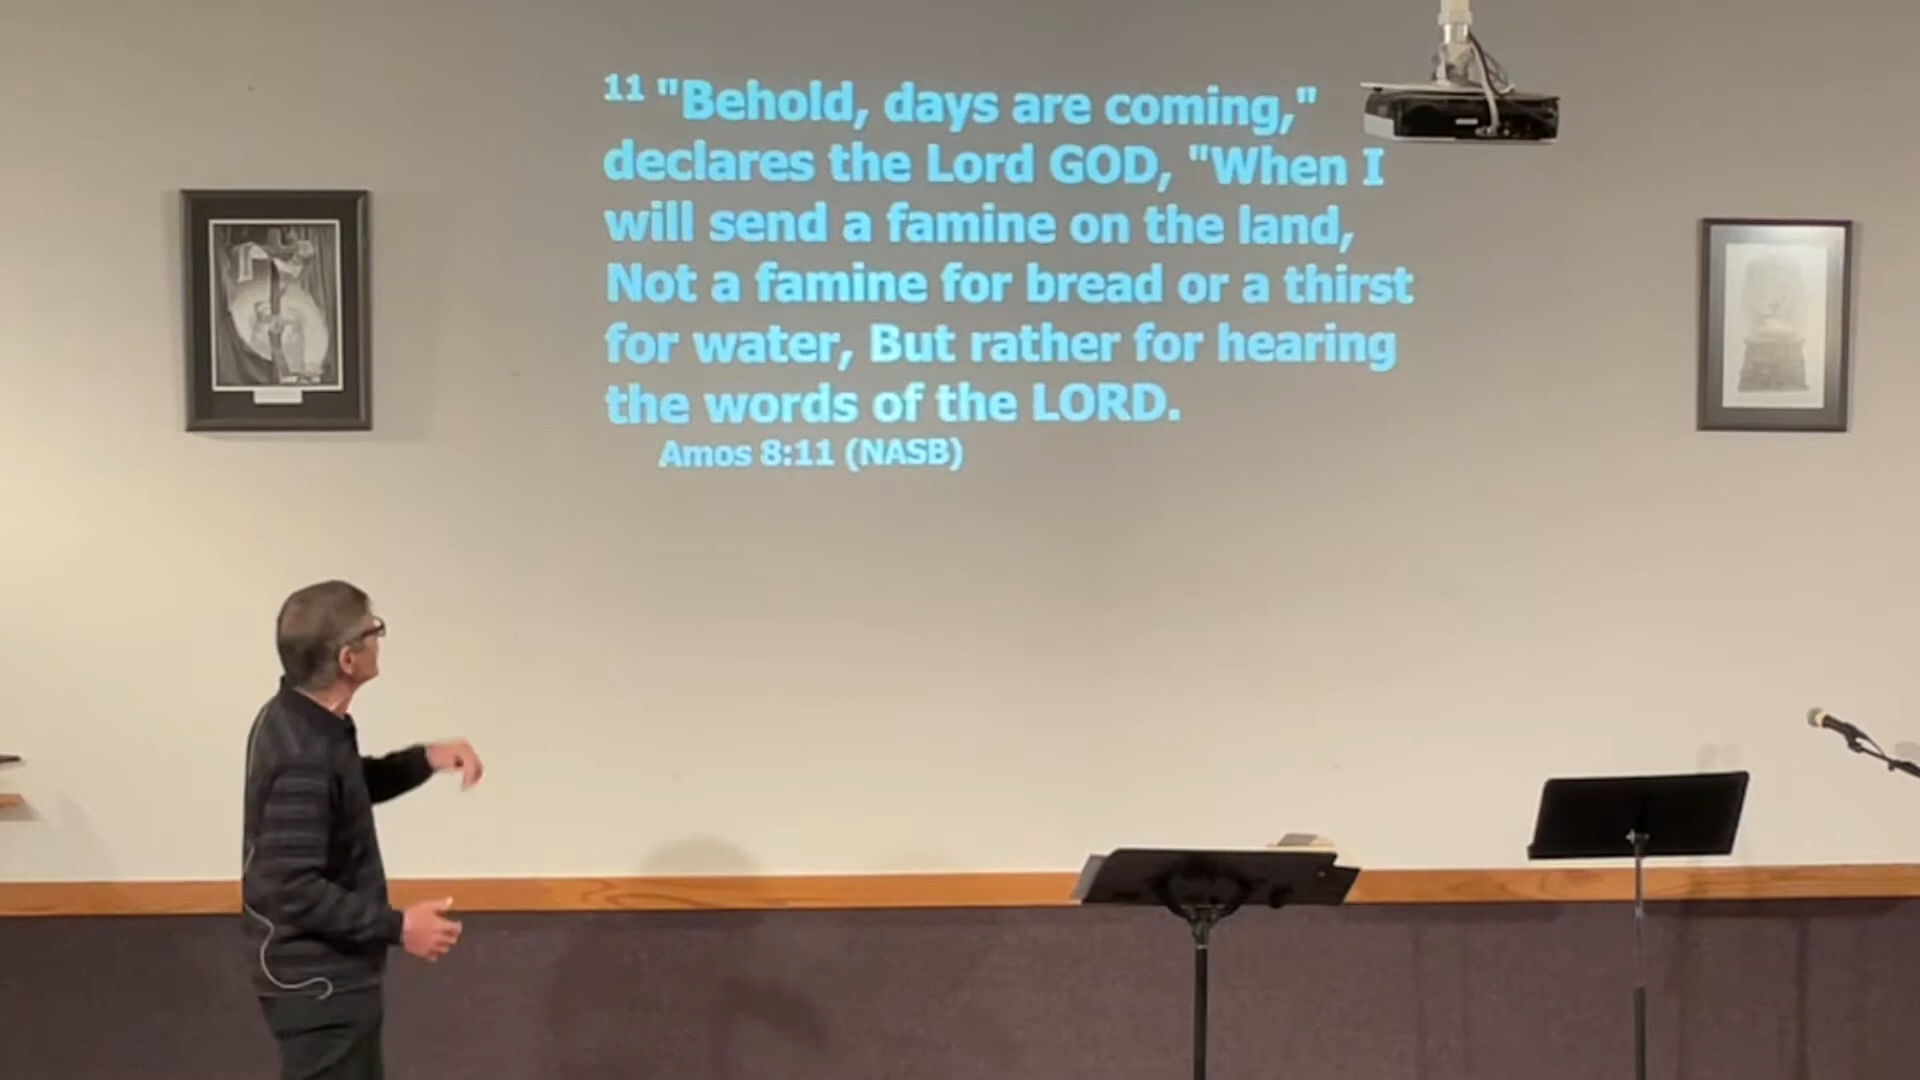 11 "Behold, days are coming,"
declares the Lord GOD, "When I
will send a famine on the land,
Not a famine for bread or a thirst
for water, But rather for hearing
the words of the LORD.
Amos 8:11 (NASB)